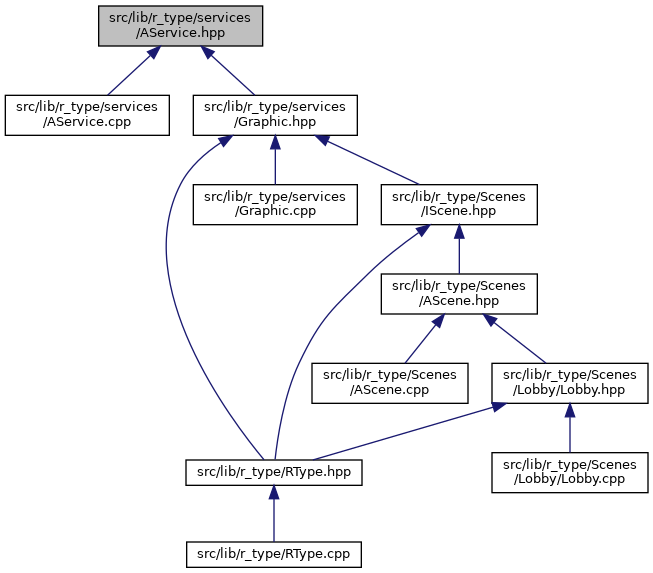 src/lib/r_type/services
/AService.hpp
src/lib/r_type/services
/AService.cpp
src/lib/r_type/services
/Graphic.hpp
src/lib/r_type/services
/Graphic.cpp
src/lib/r_type/Scenes
/IScene.hpp
src/lib/r_type/Scenes
/AScene.hpp
src/lib/r_type/Scenes
/AScene.cpp
src/lib/r_type/Scenes
/Lobby/Lobby.hpp
src/lib/r_type/RType.hpp
src/lib/r_type/Scenes
/Lobby/Lobby.cpp
src/lib/r_type/RType.cpp